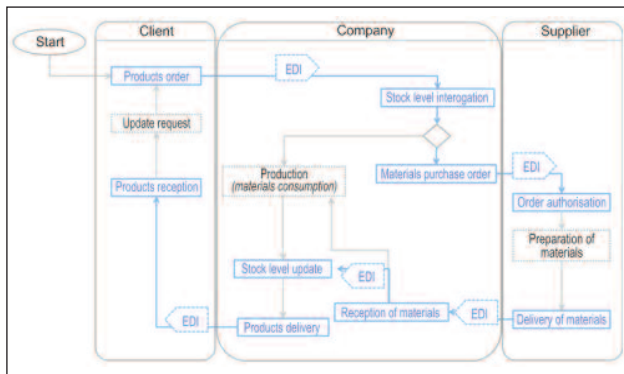 Start
Client
Company
Supplier
Products order
EDI
Stock level interogation
Update request
Production
(materials consumption)
Materials purchase order
EDI
Products reception
Order authorisation
Preparation of
materials
Stock level update
EDI
Reception of materials
EDI
Delivery of materials
EDI
Products delivery